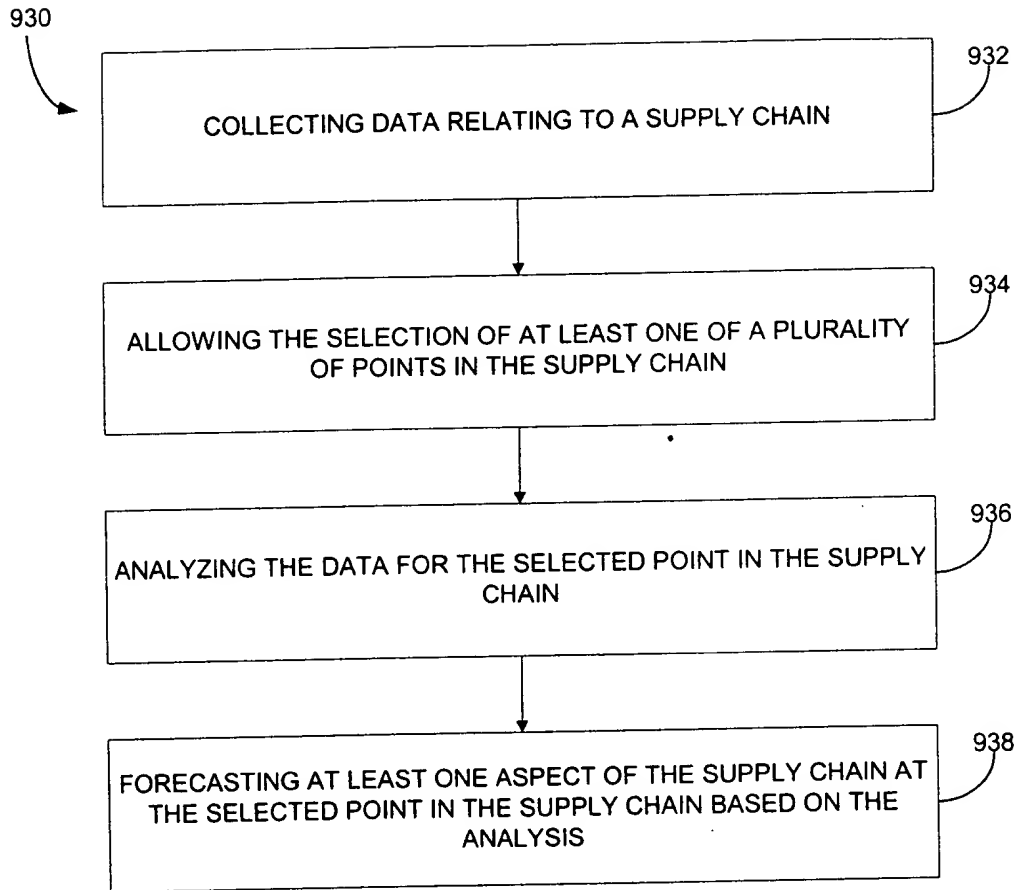 930
932
COLLECTING DATA RELATING TO A SUPPLY CHAIN
934
ALLOWING THE SELECTION OF AT LEAST ONE OF A PLURALITY
OF POINTS IN THE SUPPLY CHAIN
936
ANALYZING THE DATA FOR THE SELECTED POINT IN THE SUPPLY
CHAIN
938
FORECASTING AT LEAST ONE ASPECT OF THE SUPPLY CHAIN AT
THE SELECTED POINT IN THE SUPPLY CHAIN BASED ON THE
ANALYSIS